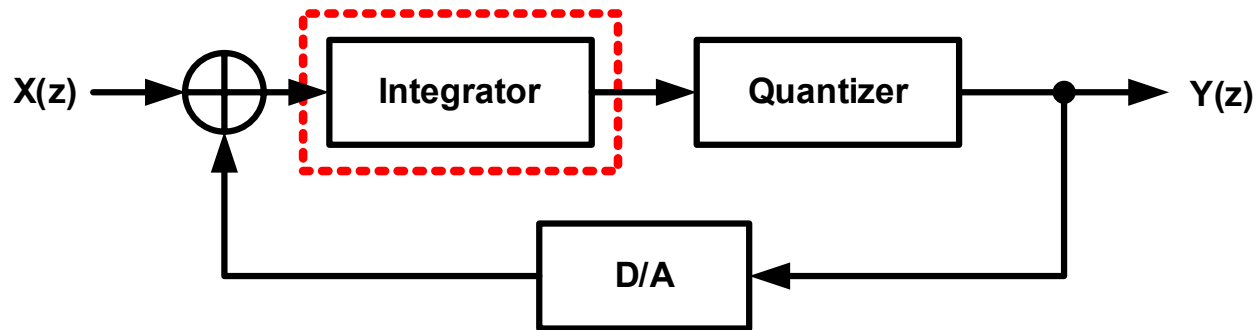 X(z)
Integrator
Quantizer
Y(z)
D/A